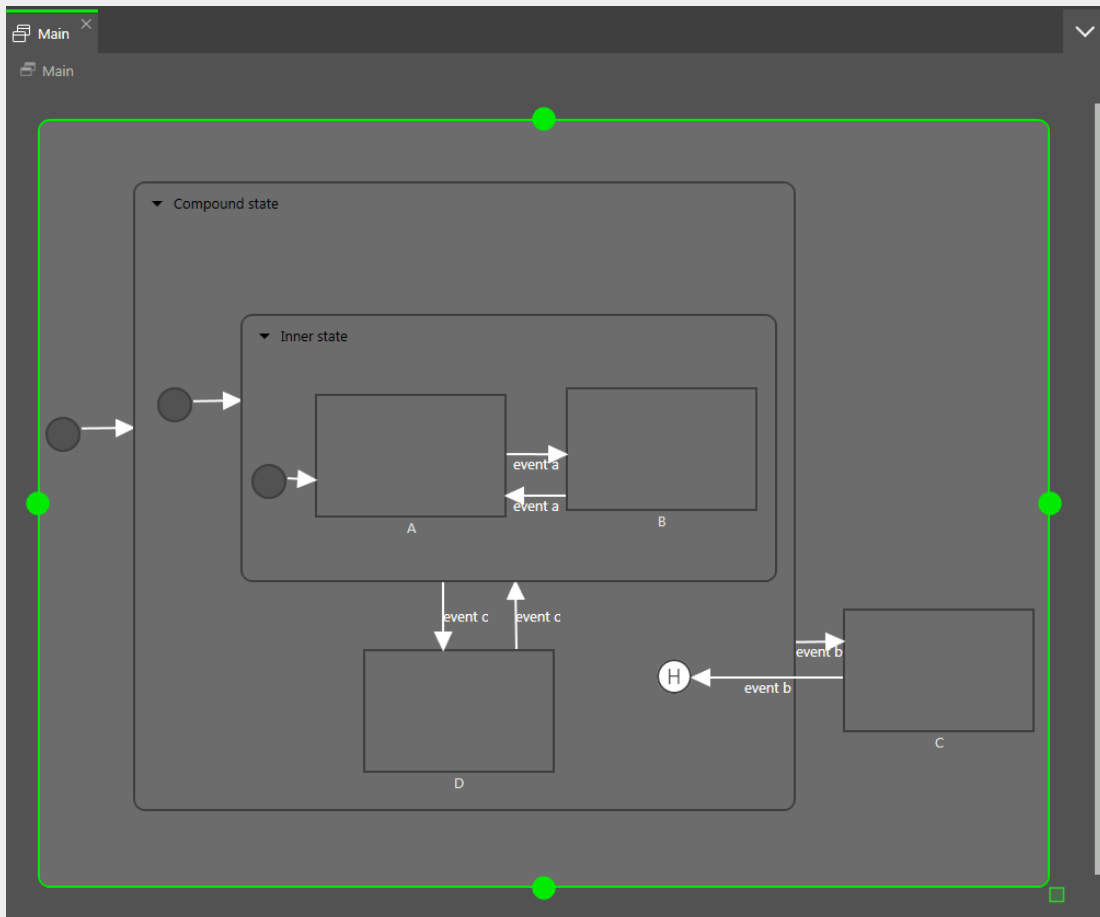 Main
Main
Compound state
Inner state
event a
event a
A
B
event c
event c
event b
H
event b
C
D